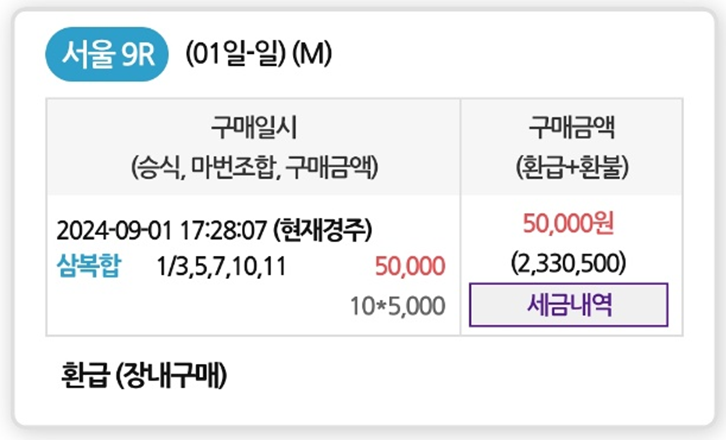 서울 9R (01일-일) (M)
구매일시
(승식, 마번조합, 구매금액)
구매금액
(환급+환불)
2024-09-01 17:28:07 (현재경주)
삼복합 1/3,5,7,10,11 50,000
10*5,000
50,000원
(2,330,500)
세금내역
환급 (장내구매)